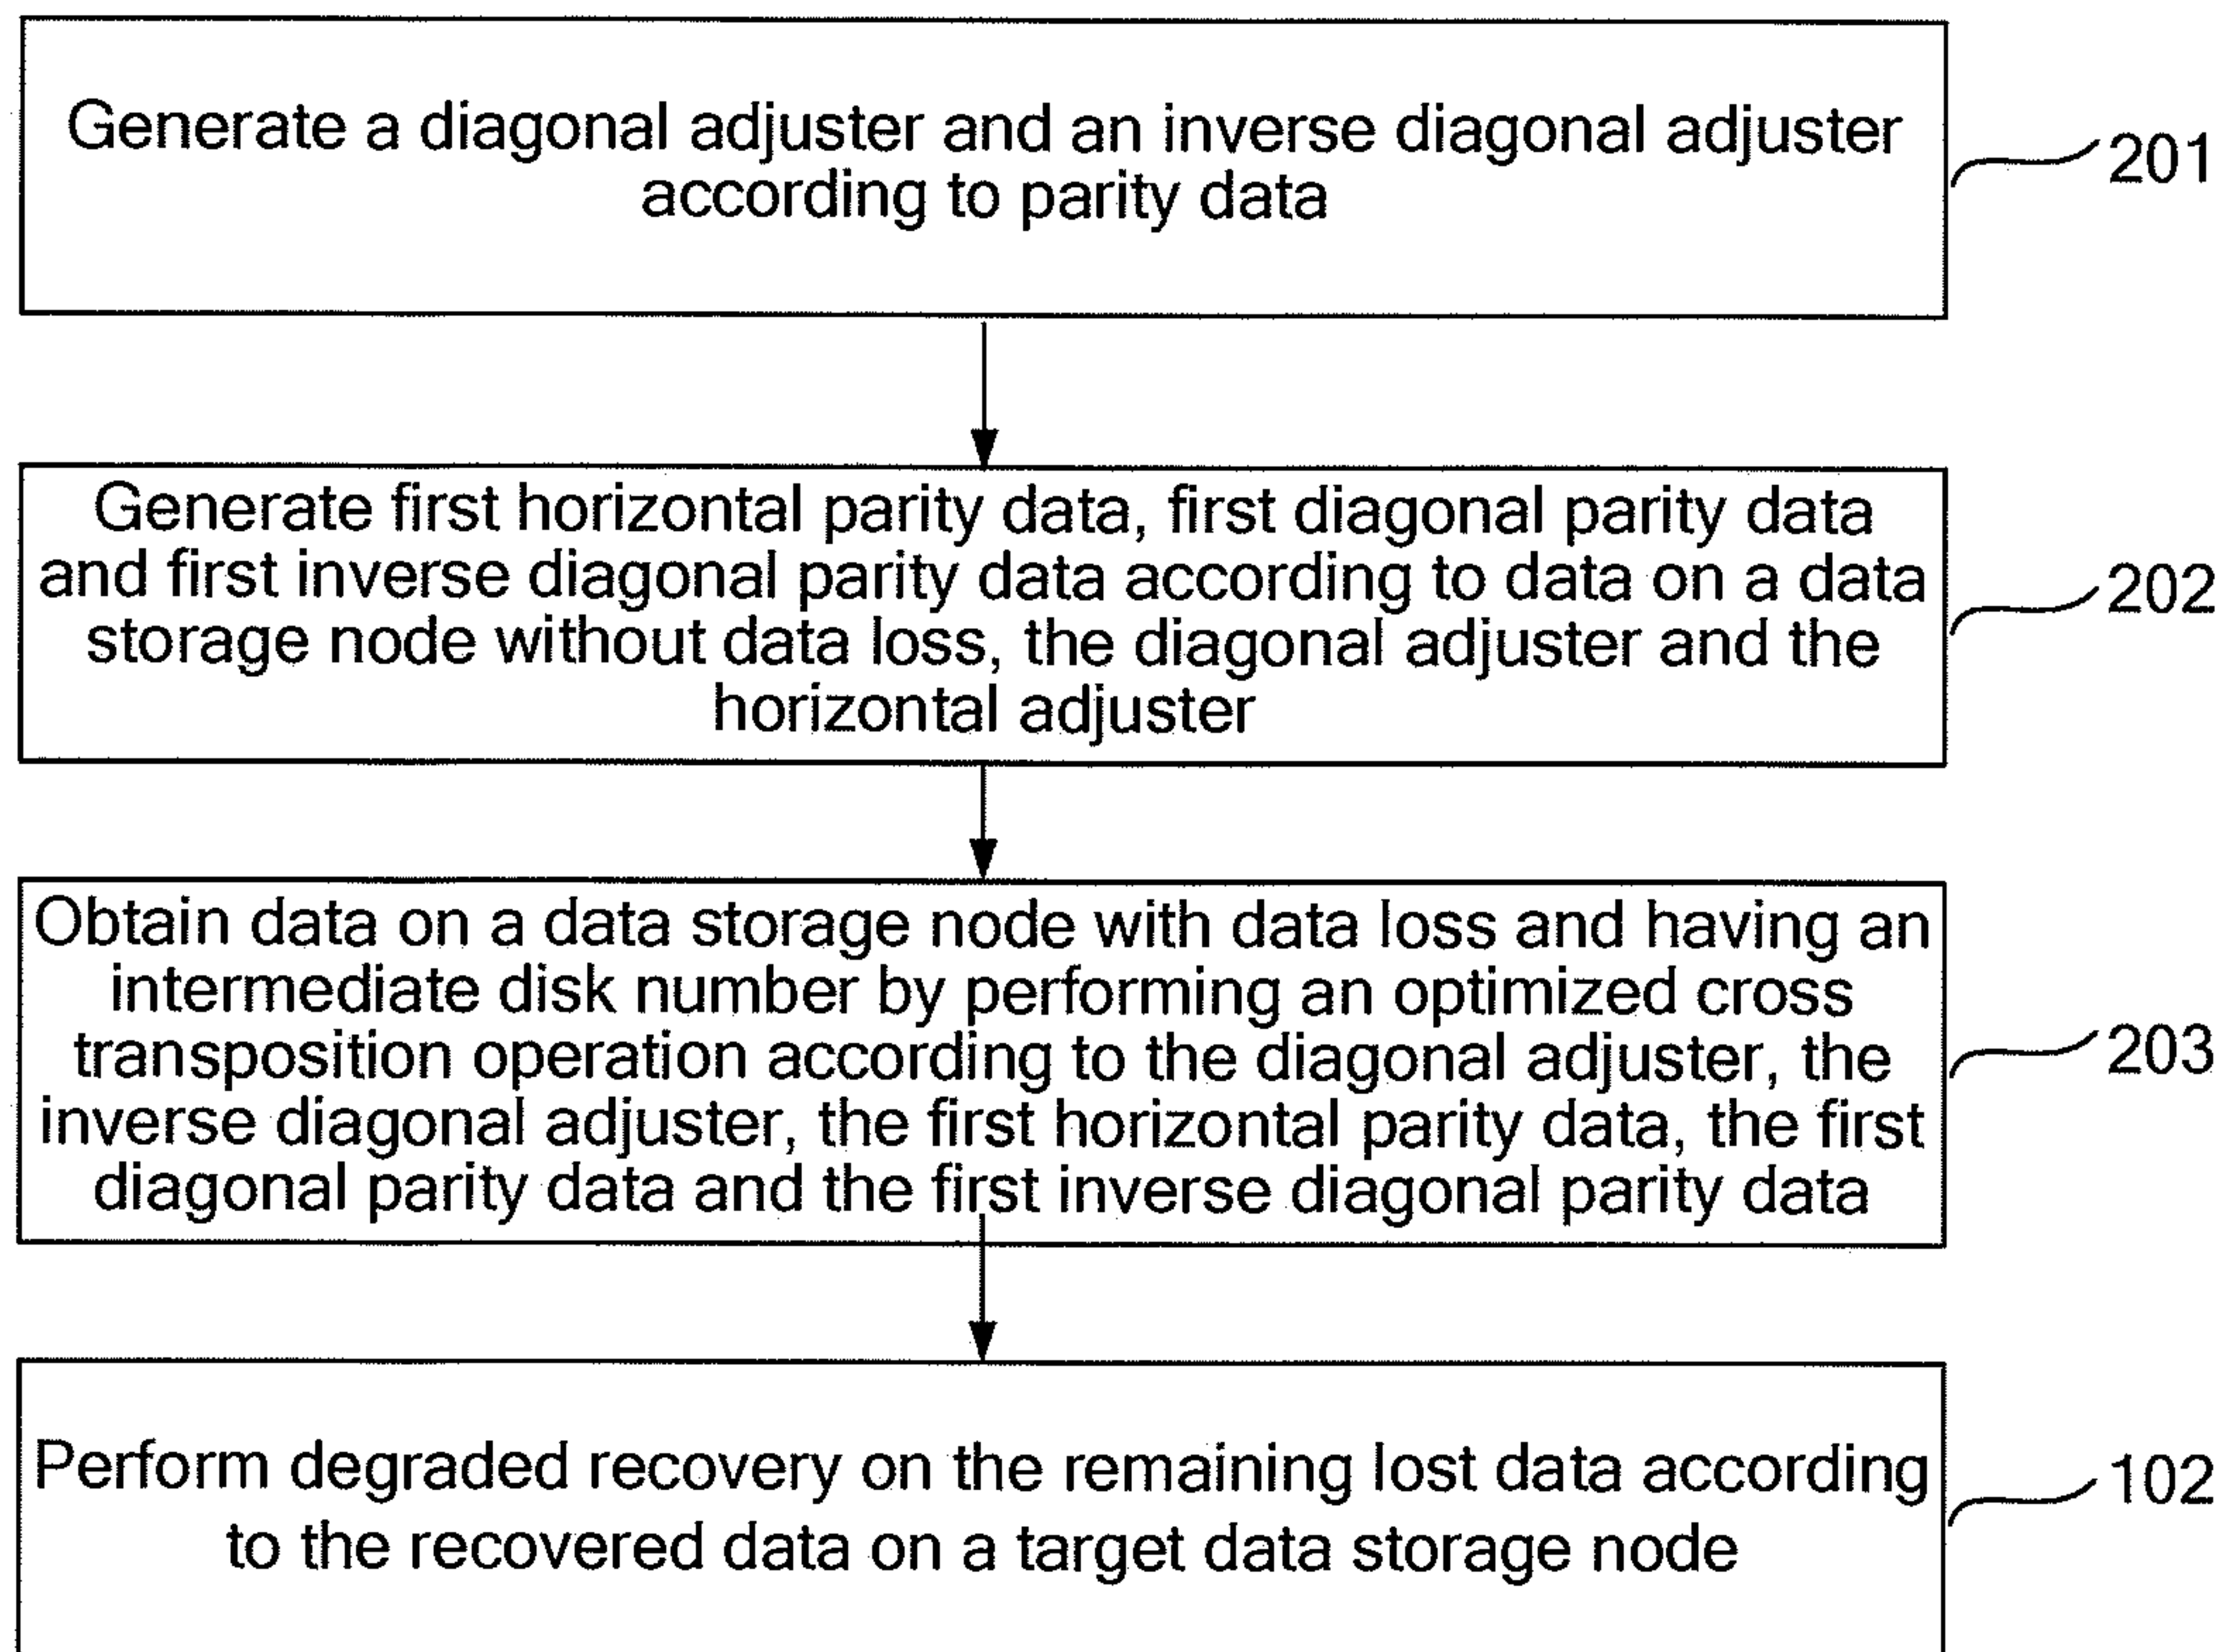 Generate a diagonal adjuster and an inverse diagonal adjuster
according to parity data
201
Generate first horizontal parity data, first diagonal parity data
and first inverse diagonal parity data according to data on a data
storage node without data loss, the diagonal adjuster and the
horizontal adjuster
202
Obtain data on a data storage node with data loss and having an
intermediate disk number by performing an optimized cross
transposition operation according to the diagonal adjuster, the
inverse diagonal adjuster, the first horizontal parity data, the first
diagonal parity data and the first inverse diagonal parity data
203
Perform degraded recovery on the remaining lost data according
to the recovered data on a target data storage node
102